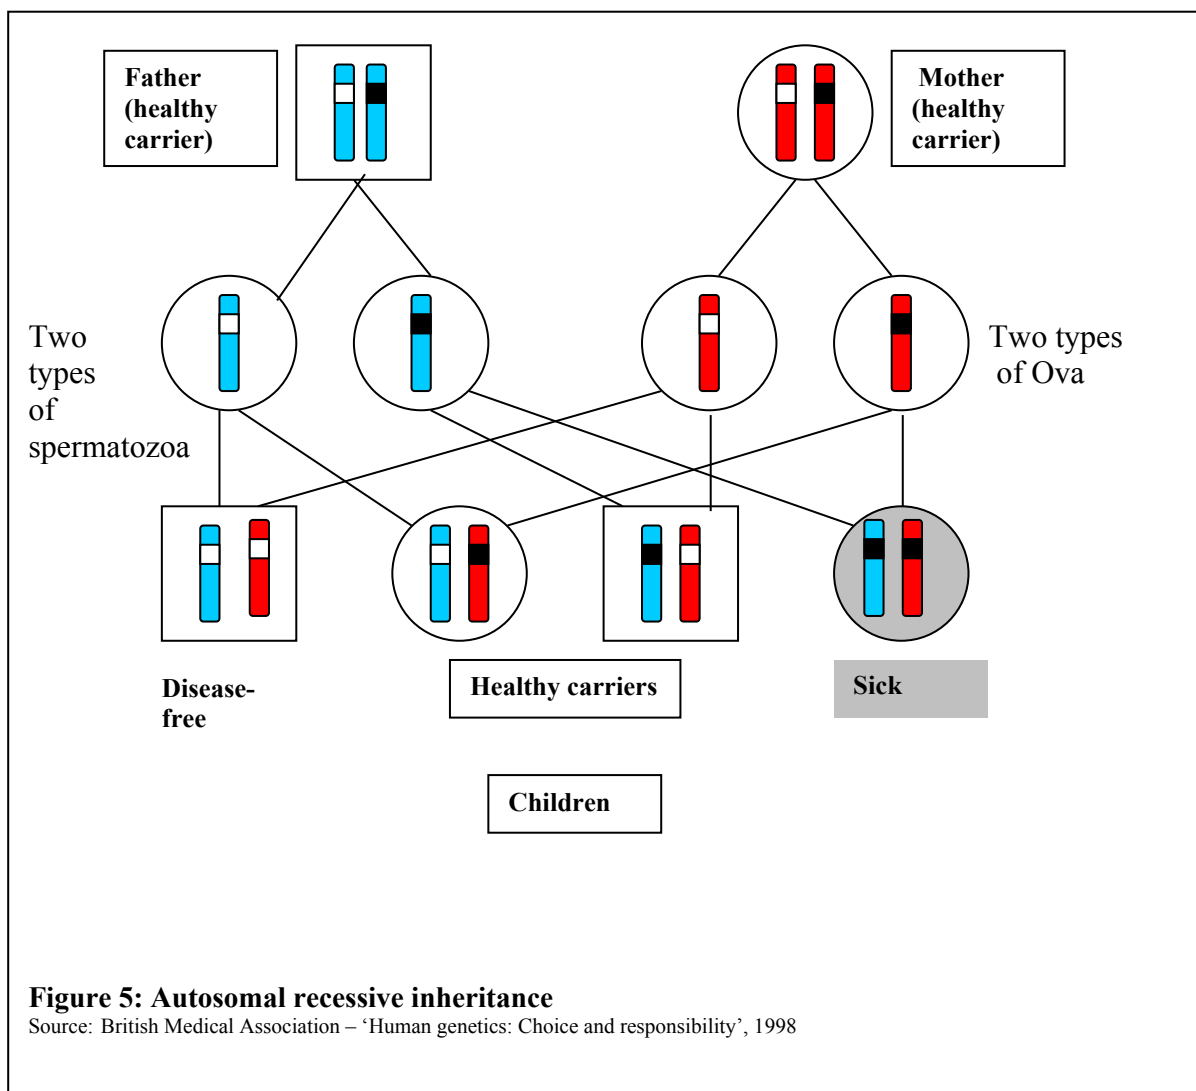 Father
(healthy
carrier)
Mother
(healthy
carrier)
Two
types
of
spermatozoa
Two types
of Ova
Disease-
free
Healthy carriers
Sick
Children
Figure 5: Autosomal recessive inheritance
Source: British Medical Association – ‘Human genetics: Choice and responsibility’, 1998